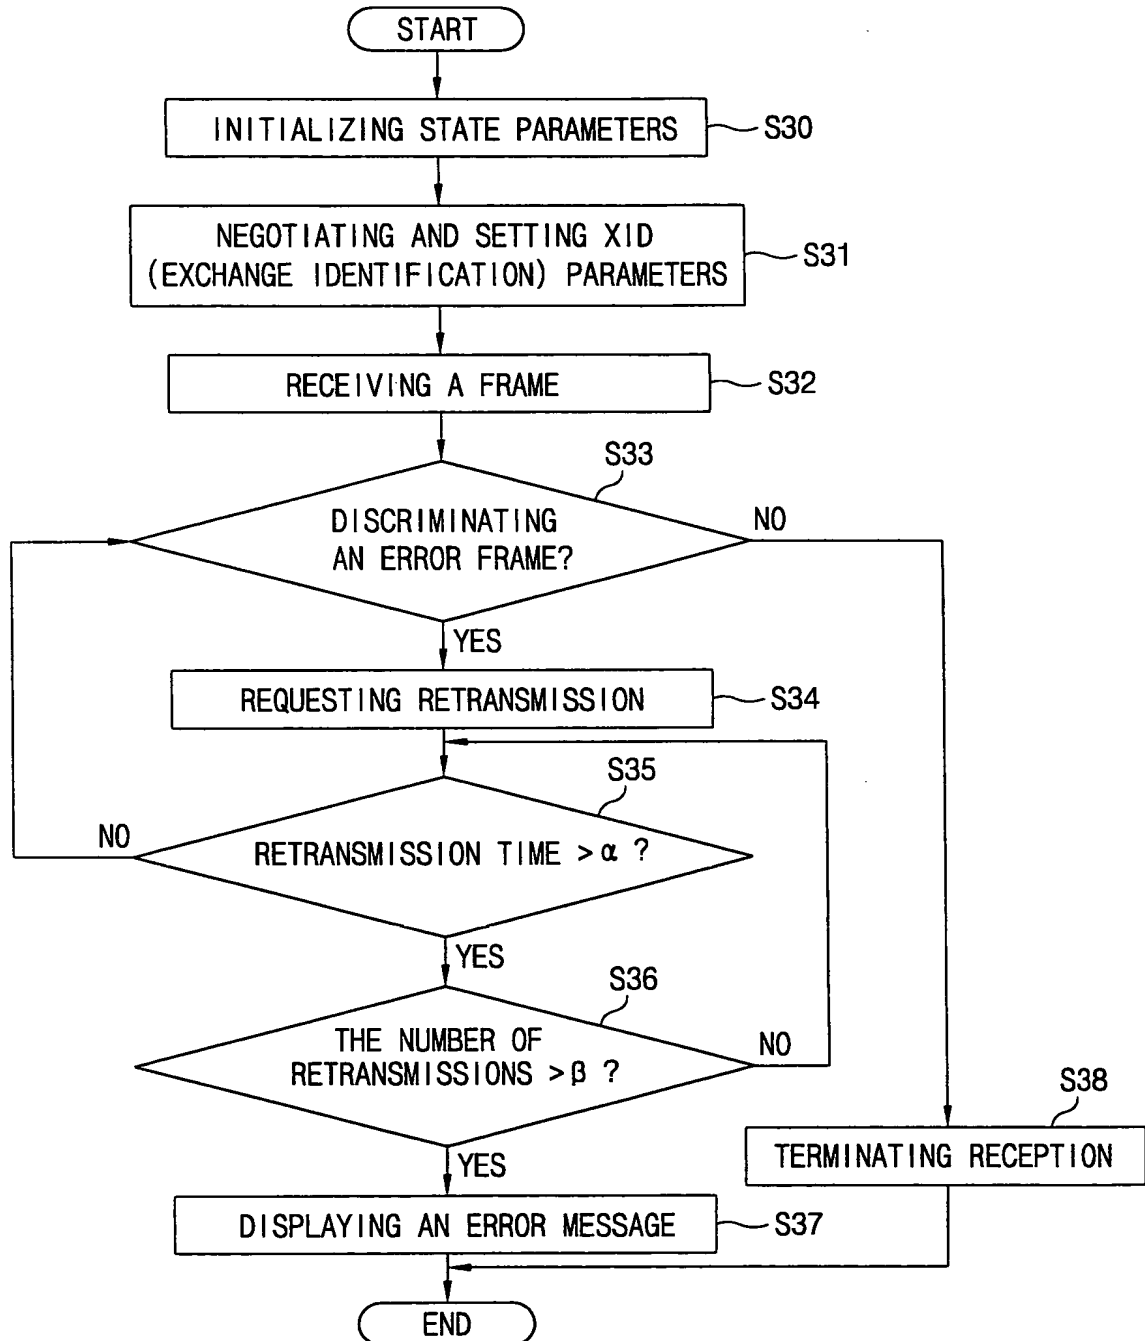 START
INITIALIZING STATE PARAMETERS
S30
NEGOTIATING AND SETTING XID
(EXCHANGE IDENTIFICATION) PARAMETERS
S31
RECEIVING A FRAME
S32
S33
DISCRIMINATING
AN ERROR FRAME?
NO
YES
REQUESTING RETRANSMISSION
S34
S35
NO
RETRANSMISSION TIME > α ?
YES
S36
THE NUMBER OF
RETRANSMISSIONS > β ?
NO
YES
S38
TERMINATING RECEPTION
DISPLAYING AN ERROR MESSAGE
S37
END